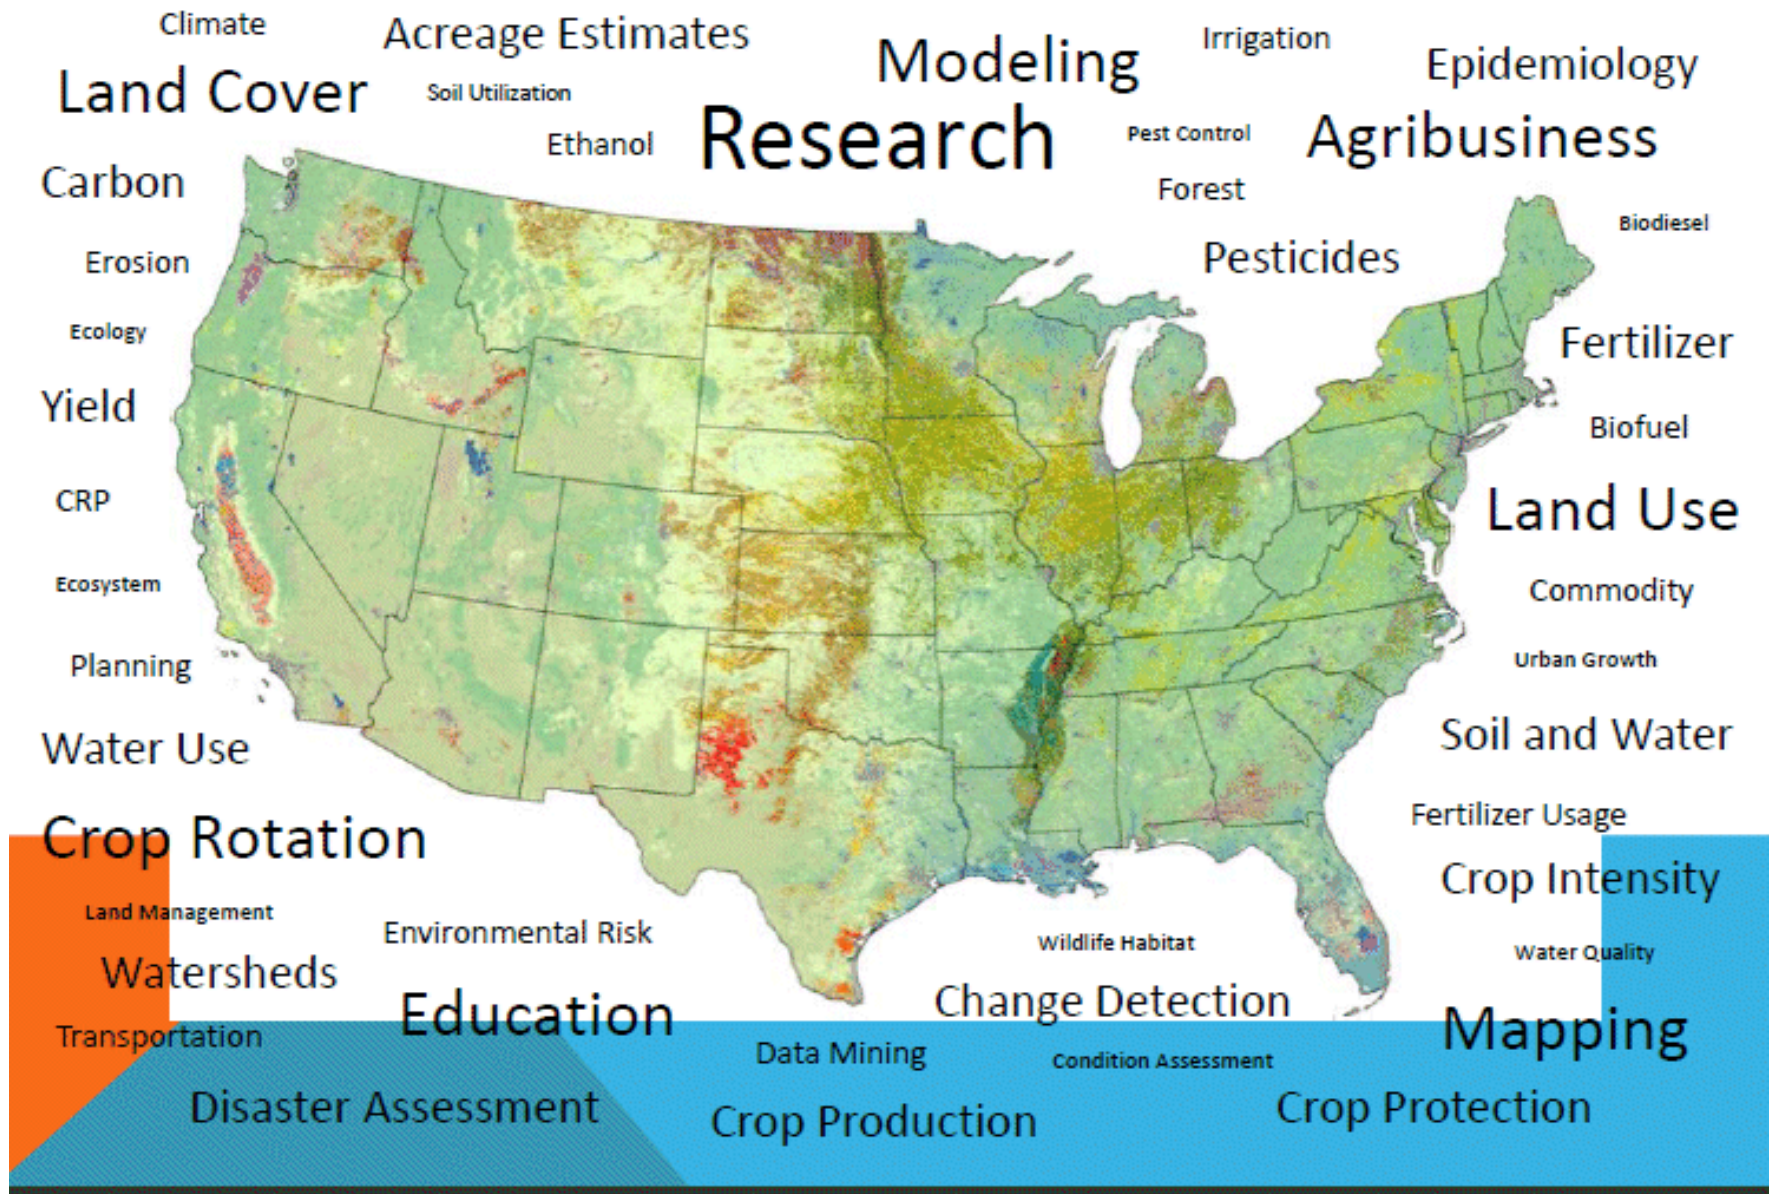 Climate
Acreage Estimates
Modeling
Irrigation
Epidemiology
Land Cover
Soil Utilization
Research
Pest Control
Agribusiness
Ethanol
Carbon
Forest
Biodiesel
Erosion
Pesticides
Ecology
Fertilizer
Yield
Biofuel
CRP
Land Use
Ecosystem
Commodity
Planning
Urban Growth
Water Use
Soil and Water
Crop Rotation
Fertilizer Usage
Crop Intensity
Land Management
Environmental Risk
Wildlife Habitat
Water Quality
Watersheds
Education
Change Detection
Mapping
Transportation
Data Mining
Condition Assessment
Disaster Assessment
Crop Production
Crop Protection